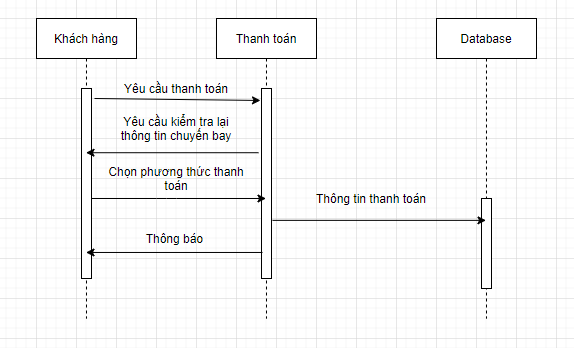 Khách hàng
Thanh toán
Database
Yêu cầu thanh toán
Yêu cầu kiểm tra lại
thông tin chuyến bay
Chọn phương thức thanh
toán
Thông tin thanh toán
Thông báo